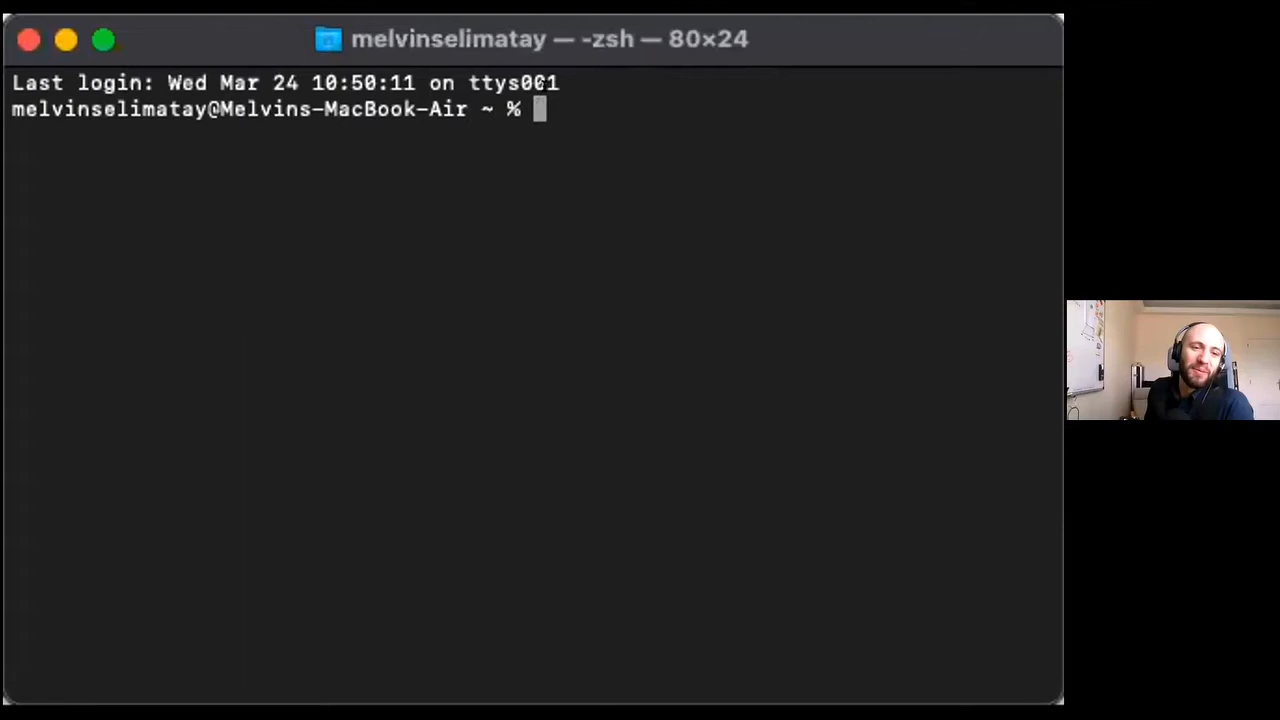 melvinselimatay — -zsh — 80×24
Last login: Wed Mar 24 10:50:11 on ttys001
melvinselimatay@Melvins-MacBook-Air ~ %